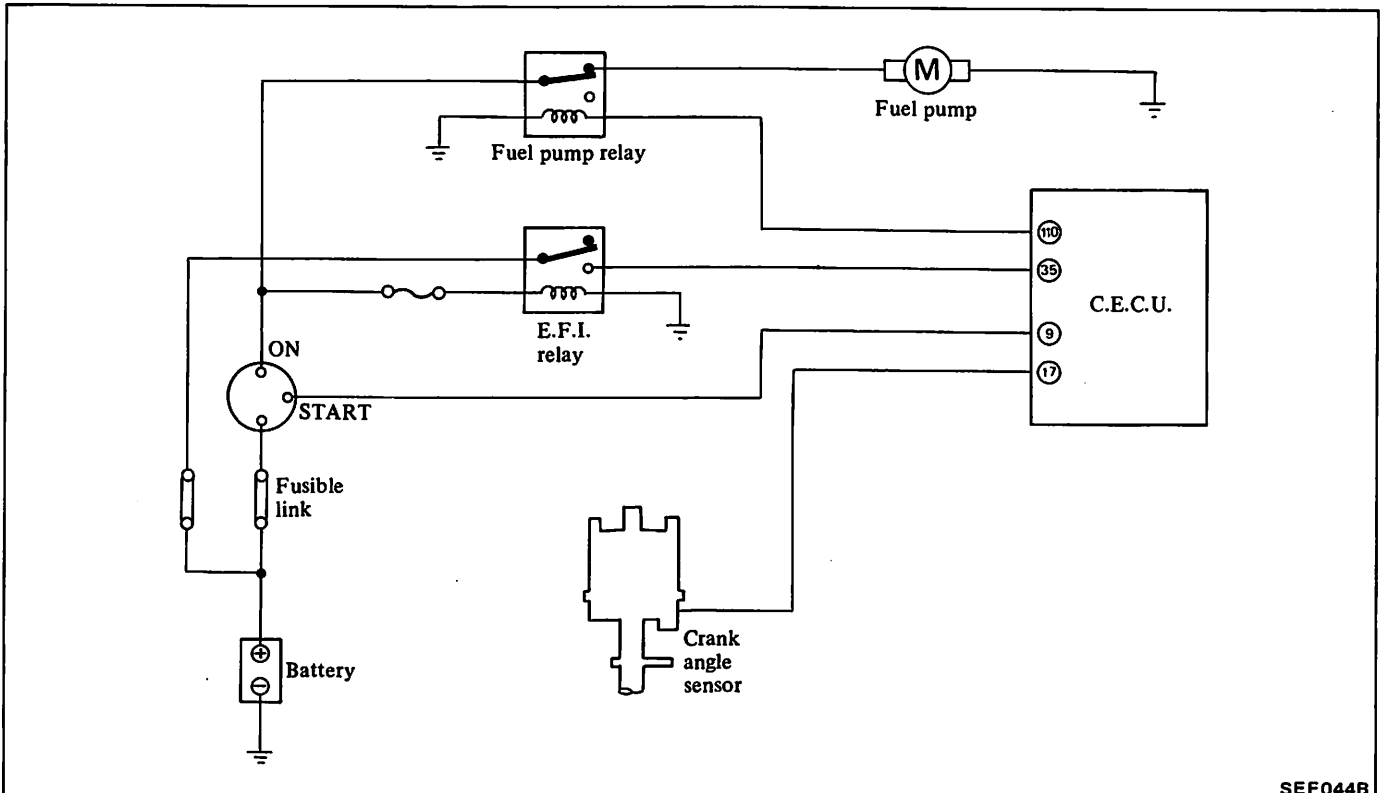 M
Fuel pump
Fuel pump relay
110
35
C.E.C.U.
E.F.I.
relay
9
ON
17
START
Fusible
link
Crank
angle
sensor
+
Battery
−
SEF044B